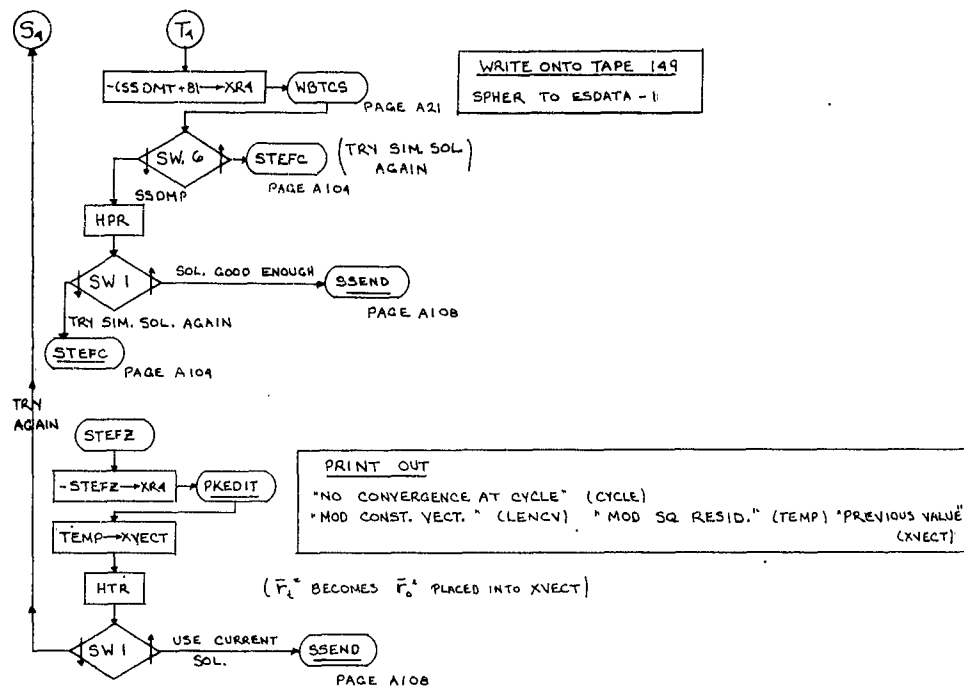 S4
T4
-(SSDMT+8)→XR4
WBTCS
PAGE A21
WRITE ONTO TAPE 149
SPHER TO ESDATA-1
SW. 6
STEFC
(TRY SIM. SOL. AGAIN)
PAGE A104
SSDMP
HPR
SW 1
SOL. GOOD ENOUGH
SSEND
PAGE A108
TRY SIM. SOL. AGAIN
STEFC
PAGE A104
TRY
AGAIN
STEFZ
-STEFZ→XR4
PKEDIT
PRINT OUT
"NO CONVERGENCE AT CYCLE" (CYCLE)
"MOD CONST. VECT." (LENCV) "MOD SQ RESID." (TEMP) "PREVIOUS VALUE"
(XVECT)
TEMP→XVECT
HTR
( BECOMES PLACED INTO XVECT)
SW 1
USE CURRENT
SOL.
SSEND
PAGE A108